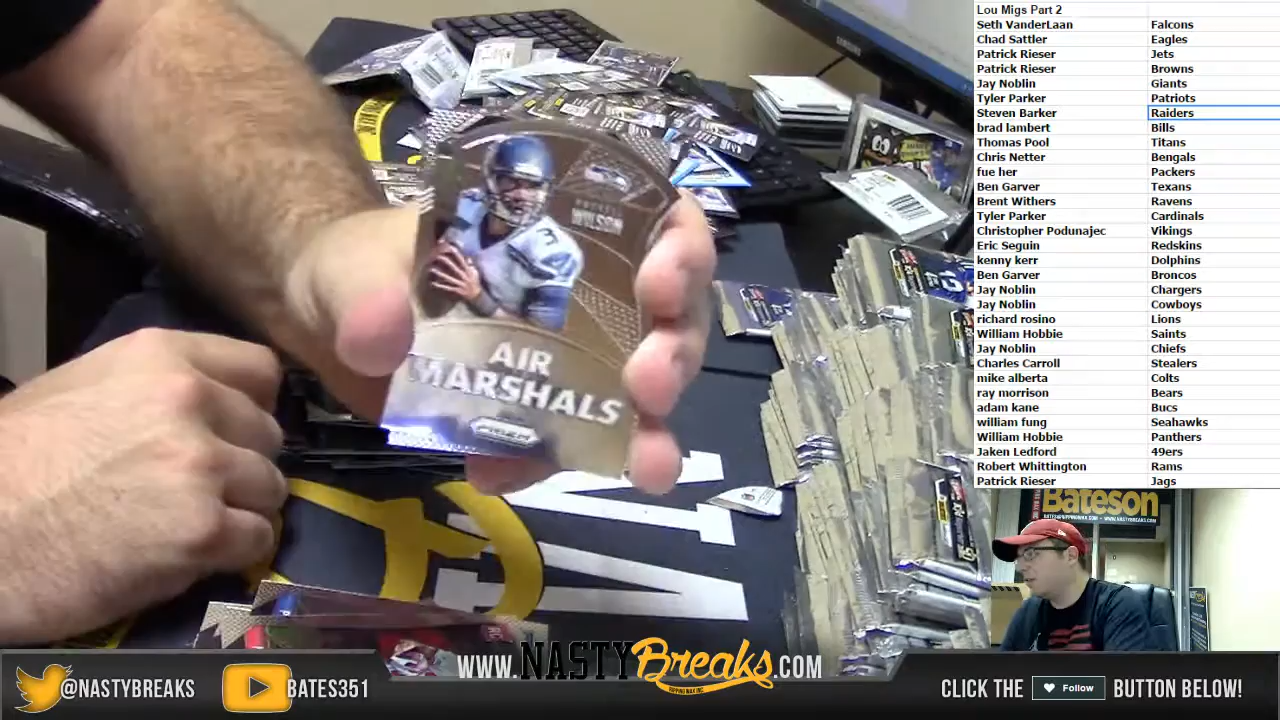 Lou Migs Part 2
Seth VanderLaan Falcons
Chad Sattler Eagles
Patrick Rieser Jets
Patrick Rieser Browns
Jay Noblin Giants
Tyler Parker Patriots
Steven Barker Raiders
brad lambert Bills
Thomas Pool Titans
Chris Netter Bengals
fue her Packers
Ben Garver Texans
Brent Withers Ravens
Tyler Parker Cardinals
Christopher Podunajec Vikings
Eric Seguin Redskins
kenny kerr Dolphins
Ben Garver Broncos
Jay Noblin Chargers
Jay Noblin Cowboys
richard rosino Lions
William Hobbie Saints
Jay Noblin Chiefs
Charles Carroll Stealers
mike alberta Colts
ray morrison Bears
adam kane Bucs
william fung Seahawks
William Hobbie Panthers
Jaken Ledford 49ers
Robert Whittington Rams
Patrick Rieser Jags
SAMSUNG
WILSON
3
AIR
MARSHALS
PRIZM
Bateson
@NASTYBREAKS
BATES351
WWW.NASTYBreaks.COM
CLICK THE Follow BUTTON BELOW!